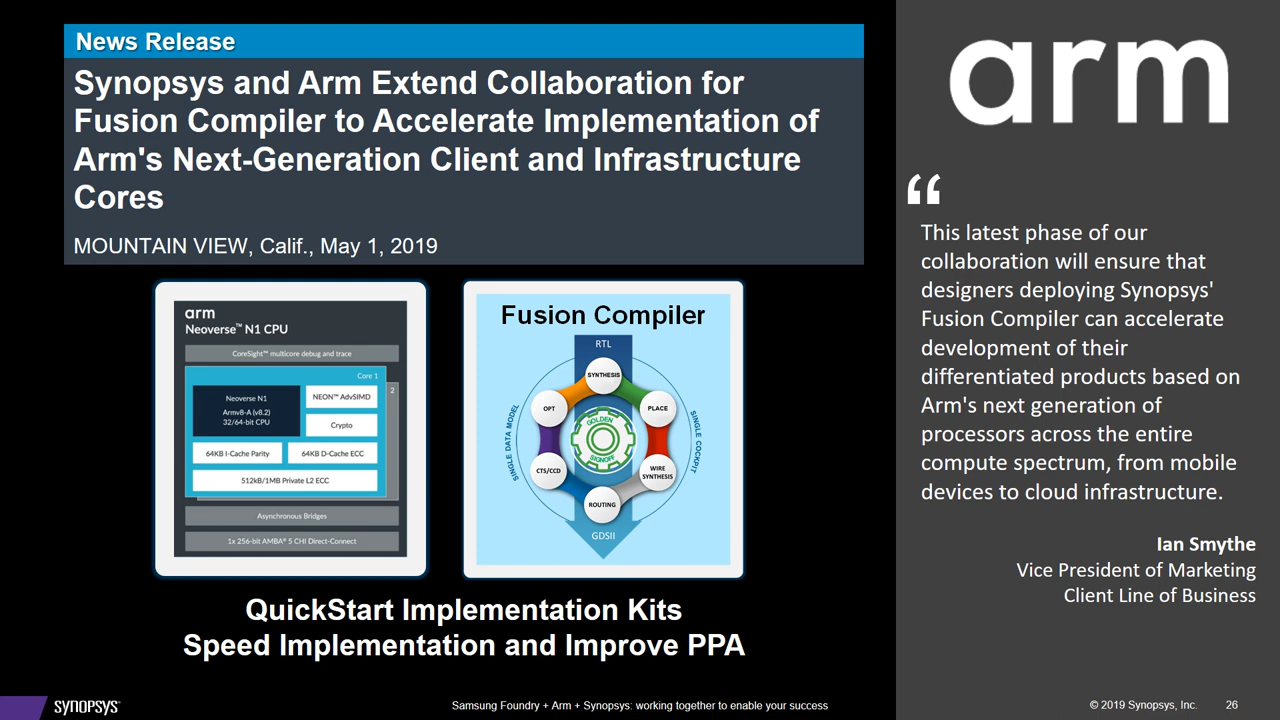 News Release
Synopsys and Arm Extend Collaboration for
Fusion Compiler to Accelerate Implementation of
Arm's Next-Generation Client and Infrastructure
Cores
MOUNTAIN VIEW, Calif., May 1, 2019
arm
Neoverse™ N1 CPU
CoreSight™ multicore debug and trace
Core 1
2
Neoverse N1
Armv8-A (v8.2)
32/64-bit CPU
NEON™ AdvSIMD
Crypto
64KB I-Cache Parity
64KB D-Cache ECC
512kB/1MB Private L2 ECC
Asynchronous Bridges
1x 256-bit AMBA® 5 CHI Direct-Connect
Fusion Compiler
RTL
SYNTHESIS
OPT
PLACE
SINGLE DATA MODEL
GOLDEN
SIGNOFF
SINGLE COCKPIT
CTS/CCD
WIRE
SYNTHESIS
ROUTING
GDSII
QuickStart Implementation Kits
Speed Implementation and Improve PPA
arm
“
This latest phase of our
collaboration will ensure that
designers deploying Synopsys'
Fusion Compiler can accelerate
development of their
differentiated products based on
Arm's next generation of
processors across the entire
compute spectrum, from mobile
devices to cloud infrastructure.
Ian Smythe
Vice President of Marketing
Client Line of Business
SYNOPSYS®
Samsung Foundry + Arm + Synopsys: working together to enable your success
© 2019 Synopsys, Inc.
26